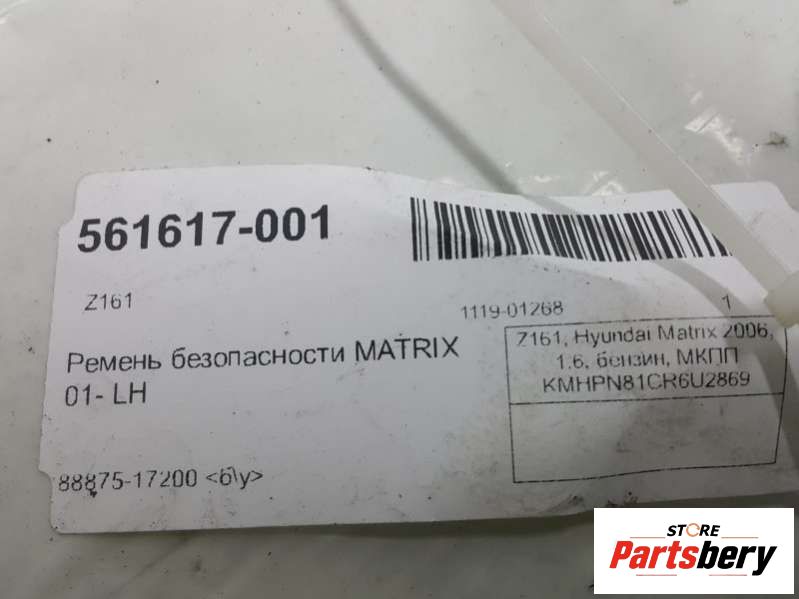 561617-001
Z161
1119-01268 1
Ремень безопасности MATRIX
01- LH
Z161, Hyundai Matrix 2006,
1.6, бензин, МКПП
KMHPN81CR6U2869
88875-17200 <б\у>
STORE
Partsbery